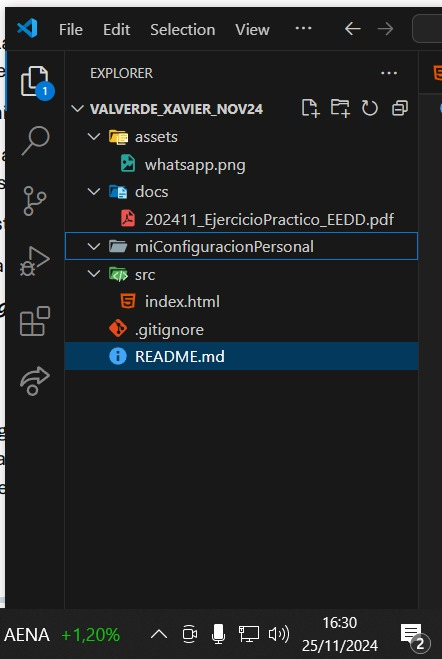 File Edit Selection View ...
EXPLORER ...
1
VALVERDE_XAVIER_NOV24
assets
whatsapp.png
docs
202411_EjercicioPractico_EEDD.pdf
miConfiguracionPersonal
src
index.html
.gitignore
README.md
AENA +1,20%
16:30
25/11/2024
2